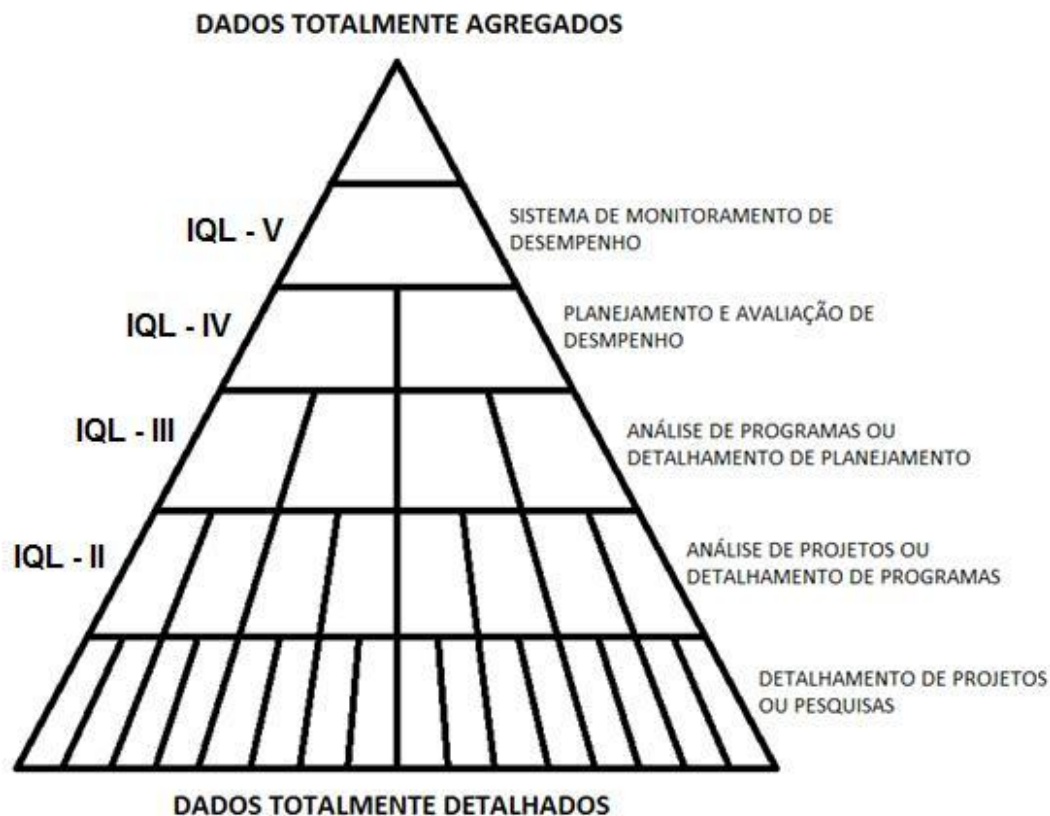 DADOS TOTALMENTE AGREGADOS
IQL - V
SISTEMA DE MONITORAMENTO DE
DESEMPENHO
IQL - IV
PLANEJAMENTO E AVALIAÇÃO DE
DESMPENHO
IQL - III
ANÁLISE DE PROGRAMAS OU
DETALHAMENTO DE PLANEJAMENTO
IQL - II
ANÁLISE DE PROJETOS OU
DETALHAMENTO DE PROGRAMAS
DETALHAMENTO DE PROJETOS
OU PESQUISAS
DADOS TOTALMENTE DETALHADOS